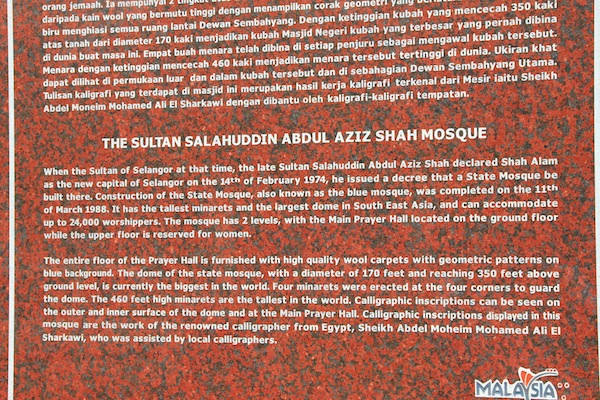 orang jemaah. Ia mempunyai 2 tingkat
daripada kain wool yang bermutu tinggi dengan menampilkan corak geometri yang
biru menghiasi semua ruang lantai Dewan Sembahyang. Dengan ketinggian kubah yang mencecah 350 kaki
atas tanah dari diameter 170 kaki menjadikan kubah Masjid Negeri kubah yang terbesar yang pernah dibina
di dunia buat masa ini. Empat buah menara telah dibina di setiap penjuru sebagai mengawal kubah tersebut.
Menara dengan ketinggian mencecah 460 kaki menjadikan menara tersebut tertinggi di dunia. Ukiran khat
dapat dilihat di permukaan luar dan dalam kubah tersebut dan di sebahagian Dewan Sembahyang Utama.
Tulisan kaligrafi yang terdapat di masjid ini merupakan hasil kerja kaligrafi terkenal dari Mesir iaitu Sheikh
Abdel Moneim Mohamed Ali El Sharkawi dengan dibantu oleh kaligrafi-kaligrafi tempatan.
THE SULTAN SALAHUDDIN ABDUL AZIZ SHAH MOSQUE
When the Sultan of Selangor at that time, the late Sultan Salahuddin Abdul Aziz Shah declared Shah Alam
as the new capital of Selangor on the 14th of February 1974, he issued a decree that a State Mosque be
built there. Construction of the State Mosque, also known as the blue mosque, was completed on the 11th
of March 1988. It has the tallest minarets and the largest dome in South East Asia, and can accommodate
up to 24,000 worshippers. The mosque has 2 levels, with the Main Prayer Hall located on the ground floor
while the upper floor is reserved for women.
The entire floor of the Prayer Hall is furnished with high quality wool carpets with geometric patterns on
blue background. The dome of the state mosque, with a diameter of 170 feet and reaching 350 feet above
ground level, is currently the biggest in the world. Four minarets were erected at the four corners to guard
the dome. The 460 feet high minarets are the tallest in the world. Calligraphic inscriptions can be seen on
the outer and inner surface of the dome and at the Main Prayer Hall. Calligraphic inscriptions displayed in this
mosque are the work of the renowned calligrapher from Egypt, Sheikh Abdel Moheim Mohamed Ali El
Sharkawi, who was assisted by local calligraphers.
MALAYSIA